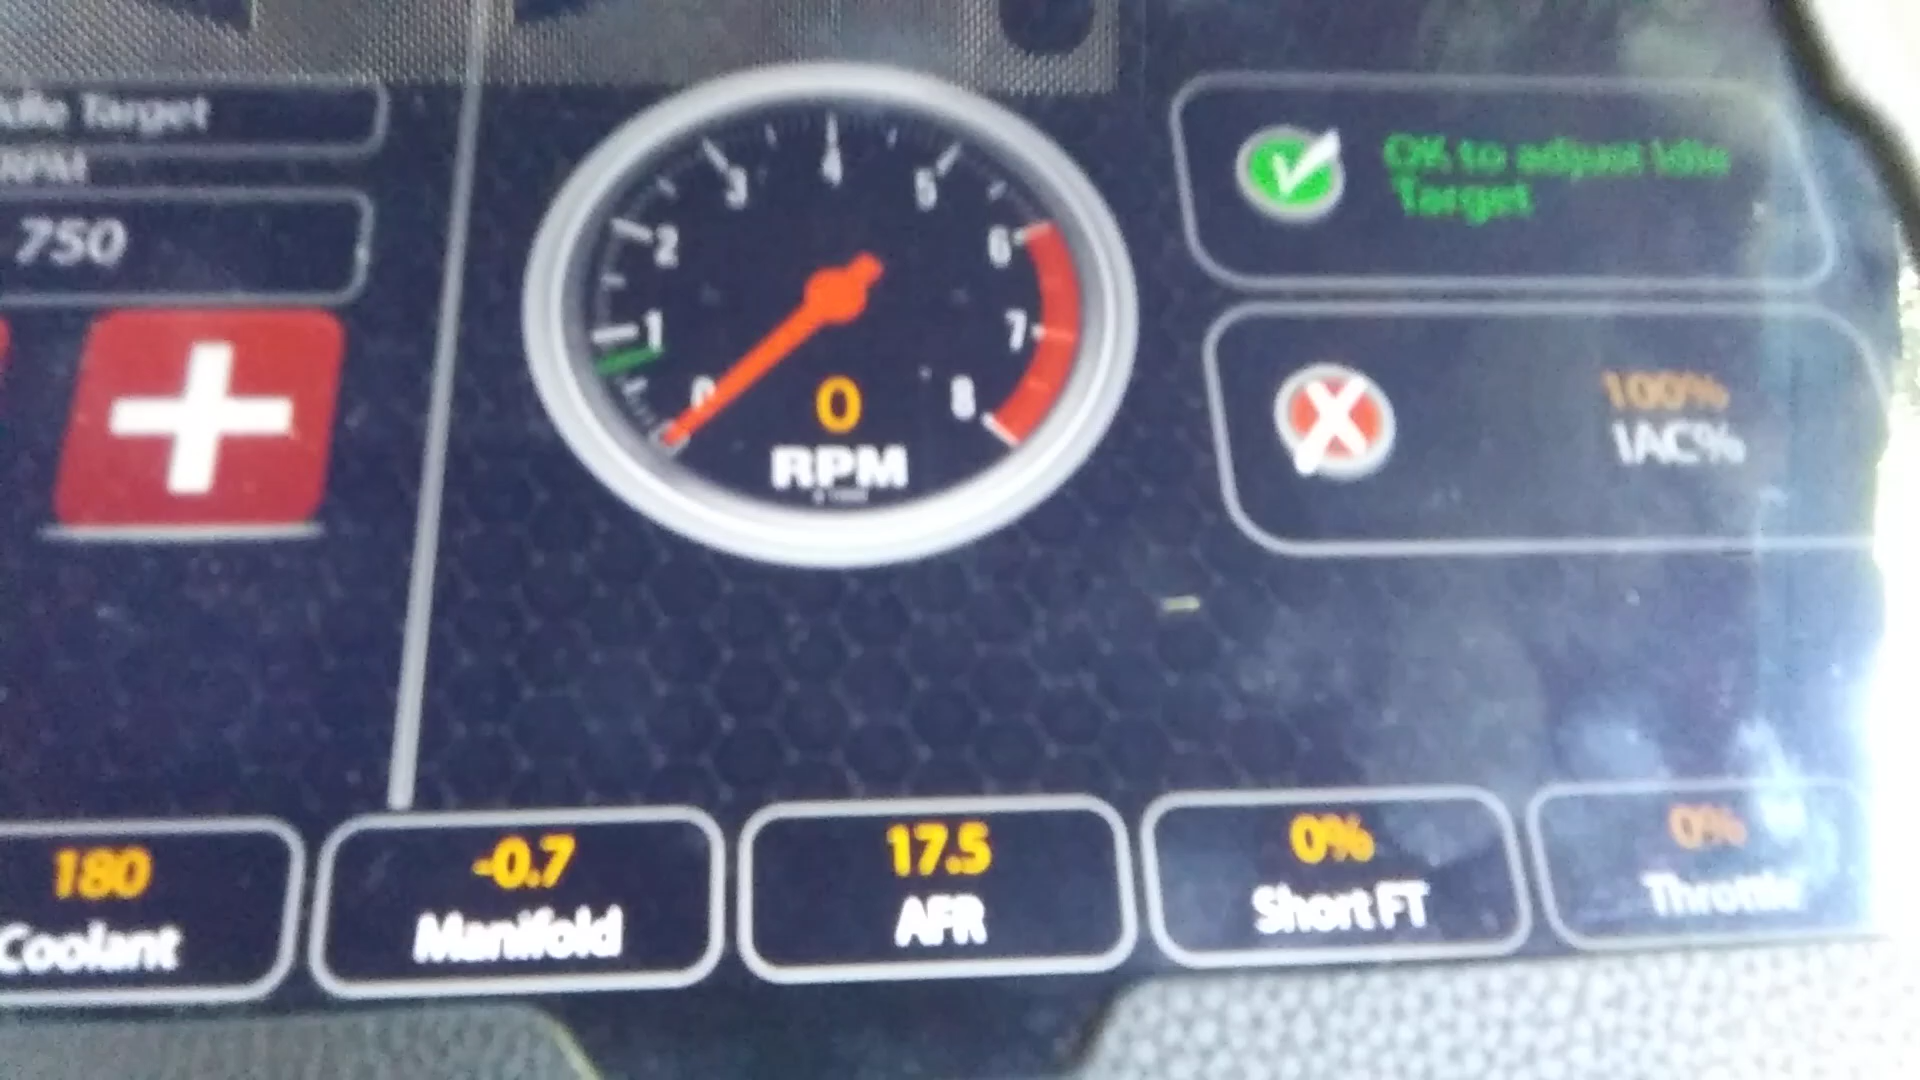 Target
RPM
750
0
1
2
3
4
5
6
7
8
0
RPM
OK to adjust Idle
Target
100%
IAC%
180
Coolant
-0.7
Manifold
17.5
AFR
0%
Short FT
0%
Throttle